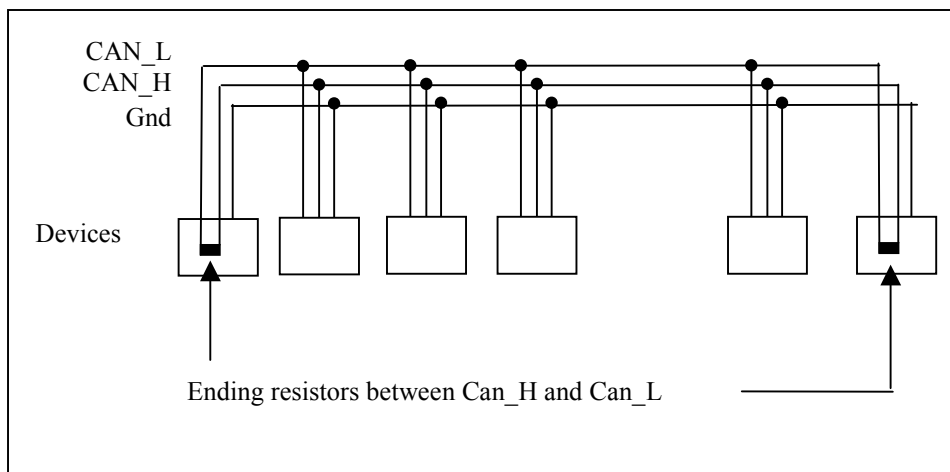 CAN_L
CAN_H
Gnd
Devices
Ending resistors between Can_H and Can_L